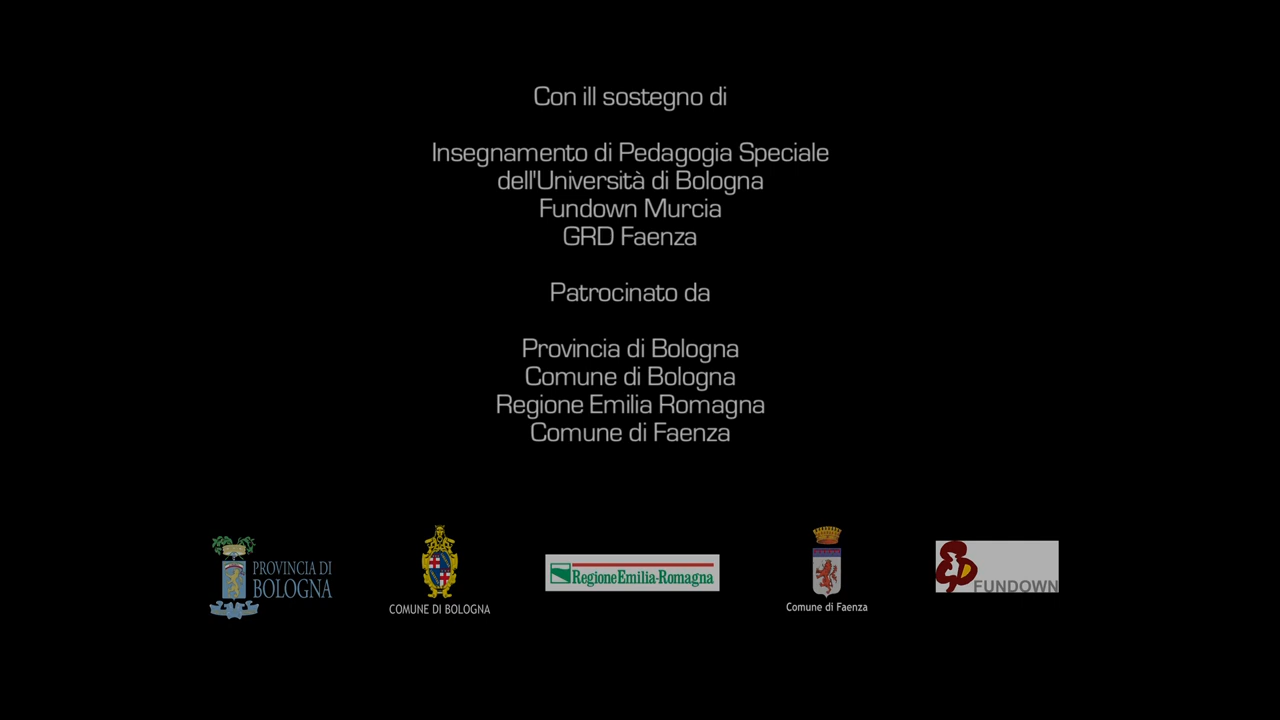 Con ill sostegno di
Insegnamento di Pedagogia Speciale
dell'Università di Bologna
Fundown Murcia
GRD Faenza
Patrocinato da
Provincia di Bologna
Comune di Bologna
Regione Emilia Romagna
Comune di Faenza
PROVINCIA DI
BOLOGNA
COMUNE DI BOLOGNA
RegioneEmilia-Romagna
Comune di Faenza
FUNDOWN